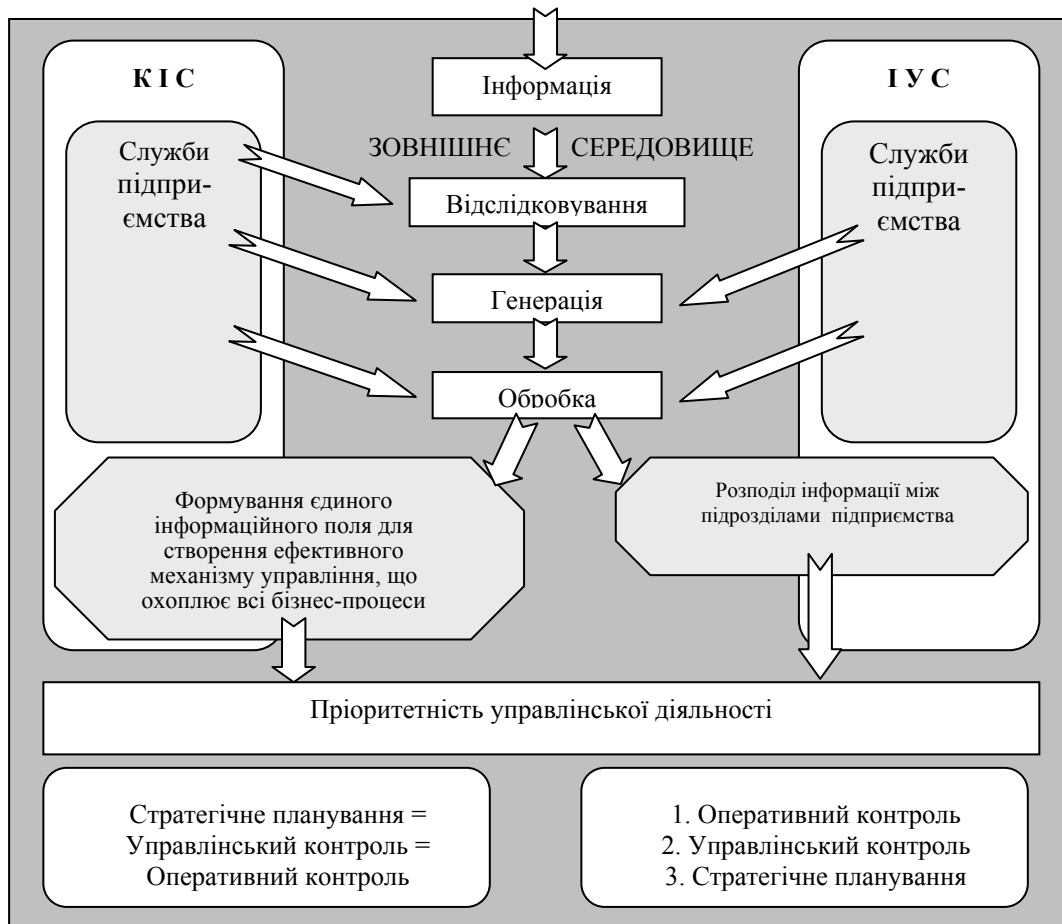 К І С
І У С
Інформація
ЗОВНІШНЄ СЕРЕДОВИЩЕ
Служби
підпри-
ємства
Служби
підпри-
ємства
Відслідковування
Генерація
Обробка
Формування єдиного
інформаційного поля для
створення ефективного
механізму управління, що
охоплює всі бізнес-процеси
Розподіл інформації між
підрозділами підприємства
Пріоритетність управлінської діяльності
Стратегічне планування =
Управлінський контроль =
Оперативний контроль
1. Оперативний контроль
2. Управлінський контроль
3. Стратегічне планування